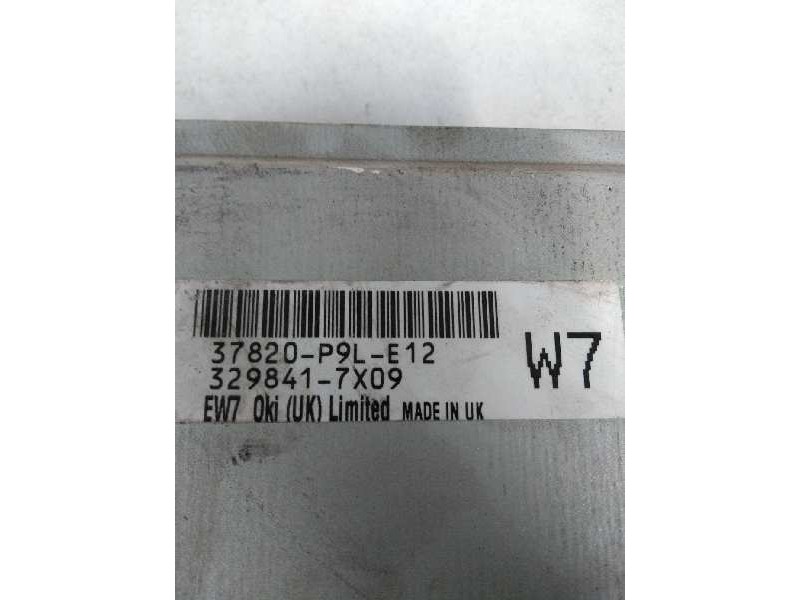 37820-P9L-E12
329841-7X09
EW7 Oki (UK) Limited MADE IN UK
W7